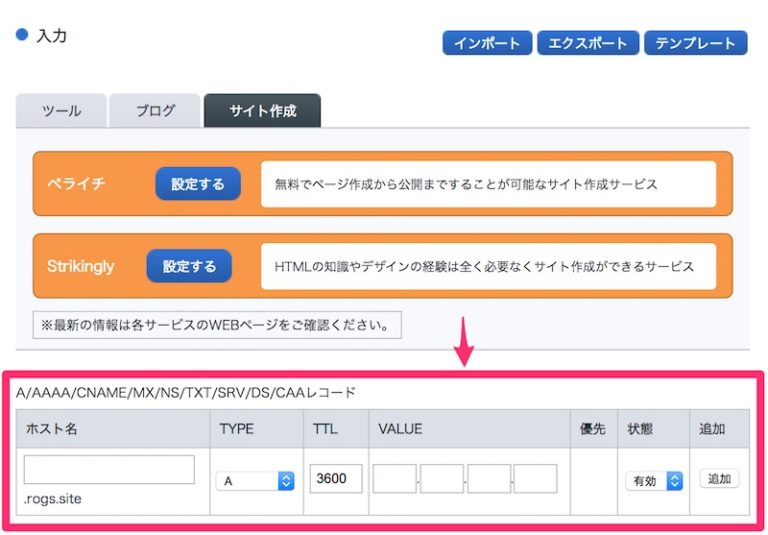 入力
インポート エクスポート テンプレート
ツール ブログ サイト作成
ペライチ 設定する 無料でページ作成から公開まですることが可能なサイト作成サービス
Strikingly 設定する HTMLの知識やデザインの経験は全く必要なくサイト作成ができるサービス
※最新の情報は各サービスのWEBページをご確認ください。
A/AAAA/CNAME/MX/NS/TXT/SRV/DS/CAAレコード
ホスト名 TYPE TTL VALUE 優先 状態 追加
A 3600 . . . 有効 追加
.rogs.site